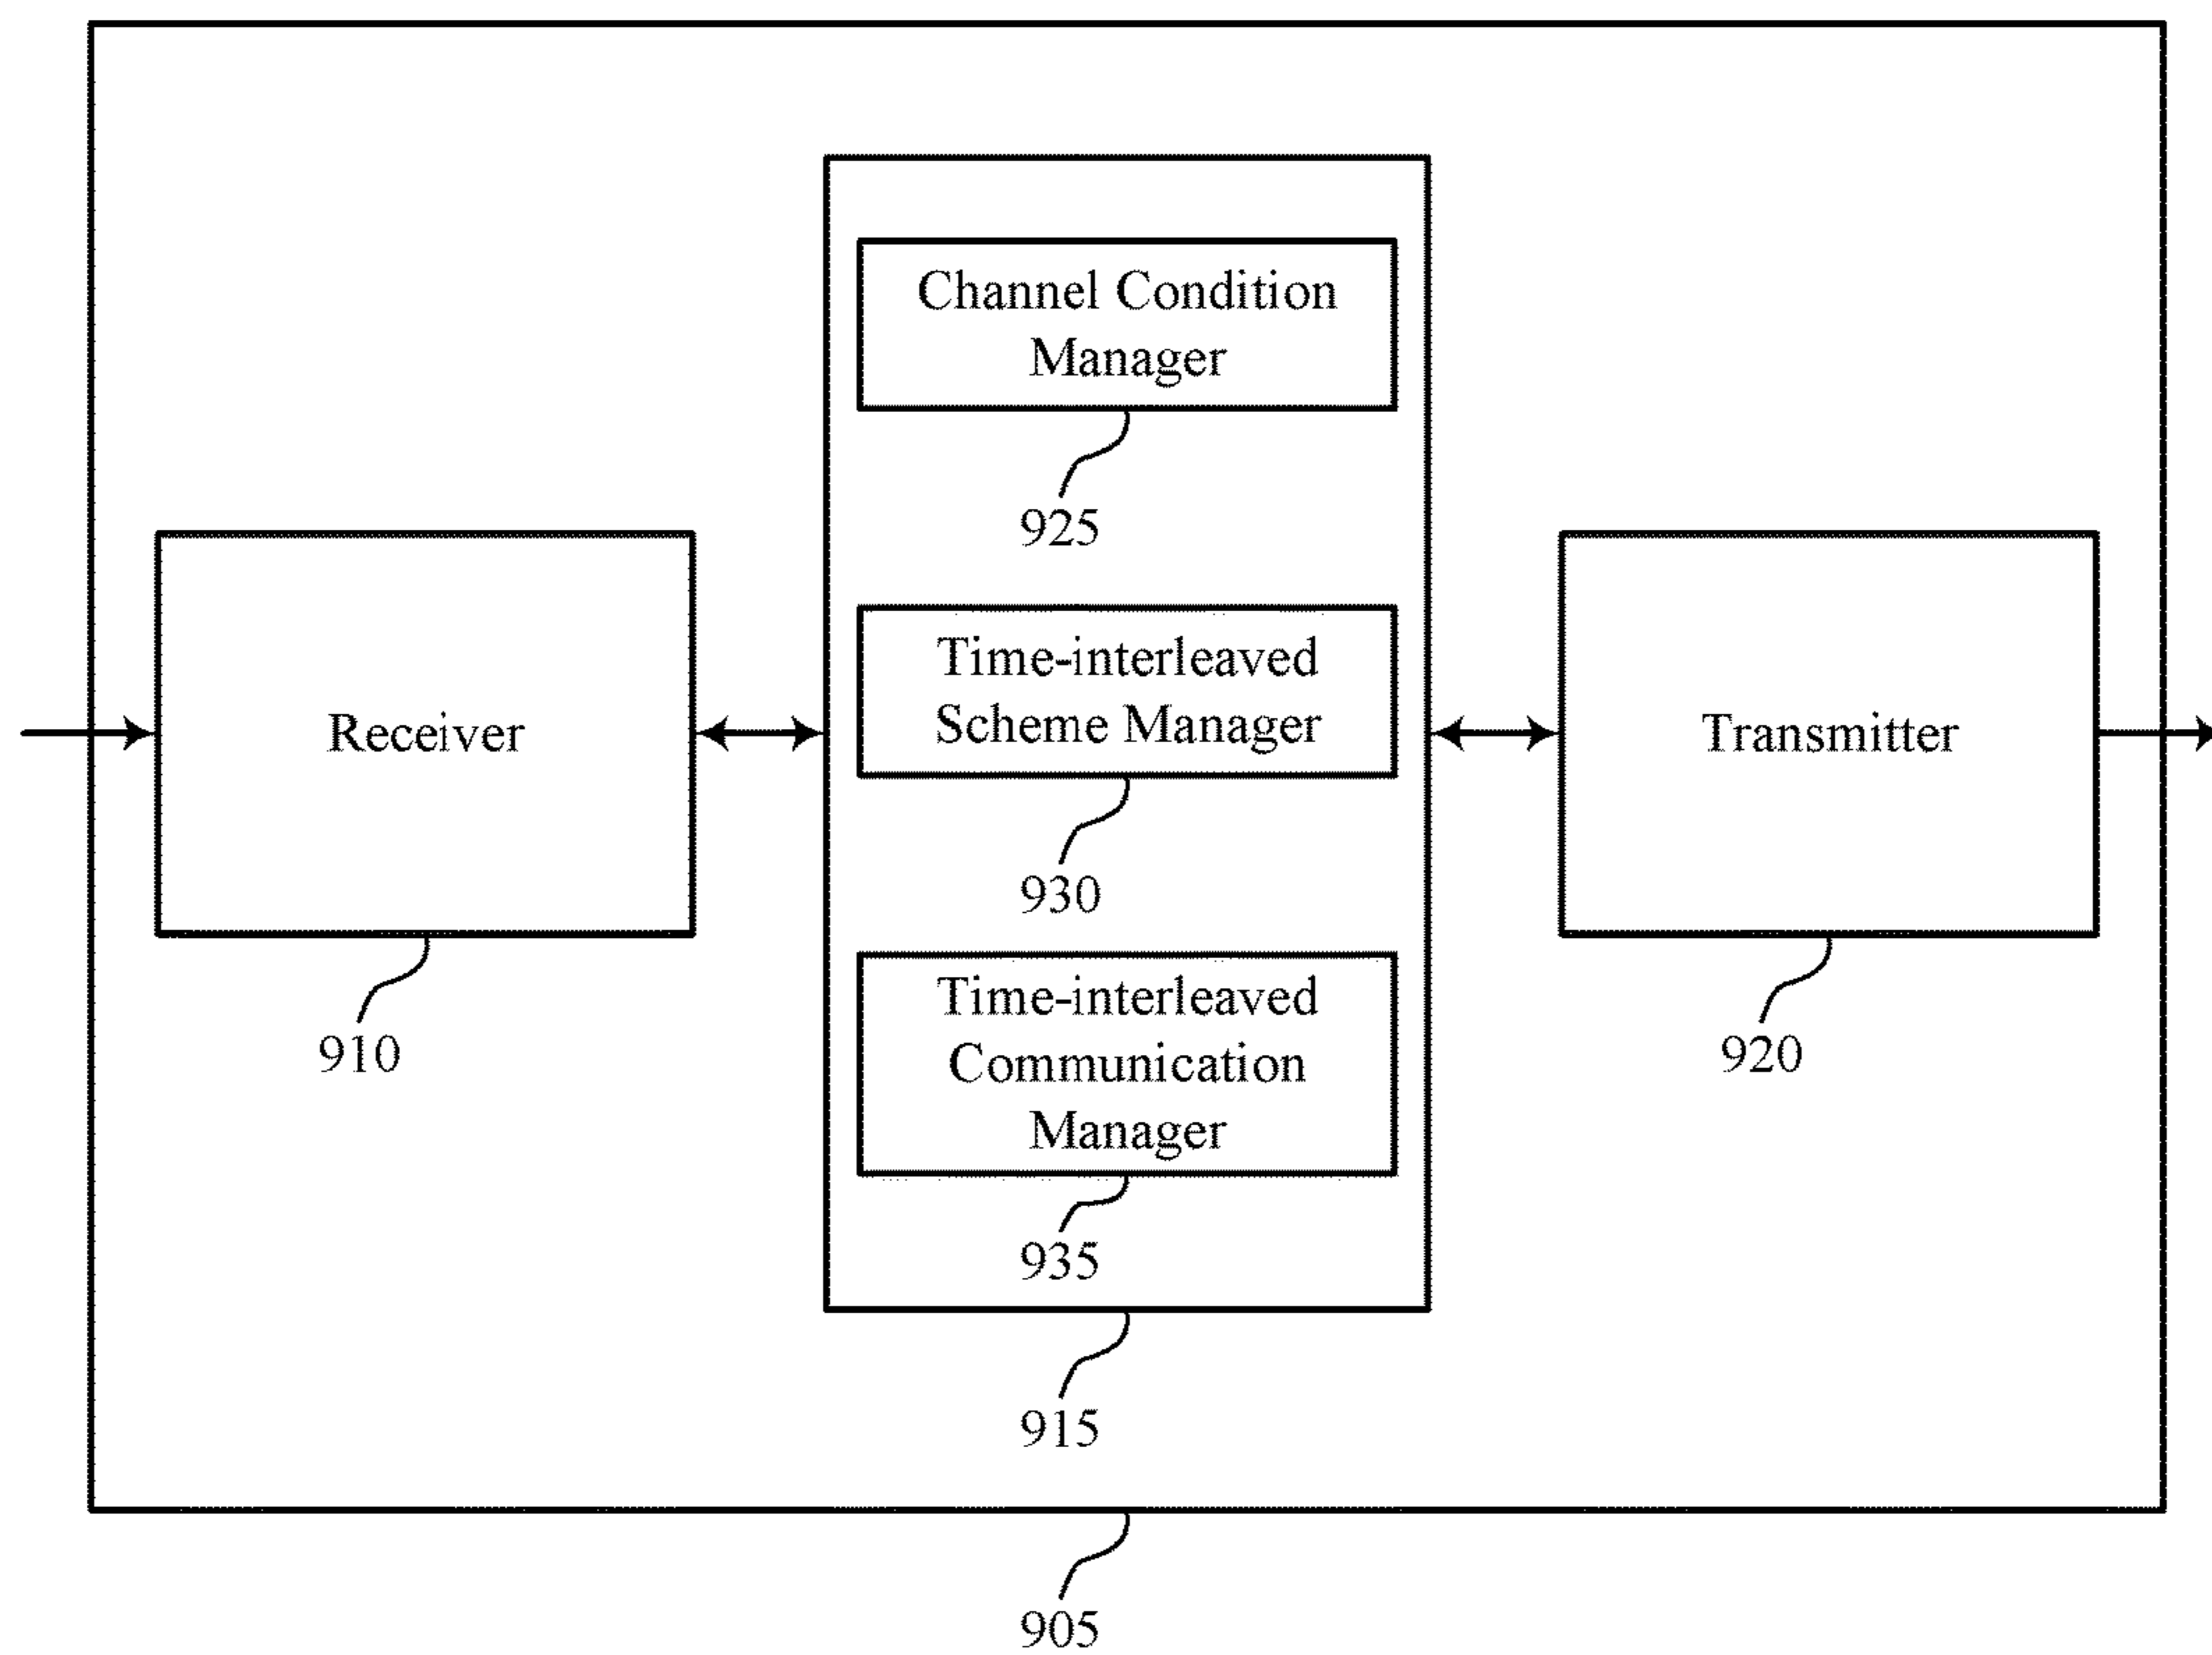 Channel Condition
Manager
925
Receiver
910
Time-interleaved
Scheme Manager
930
Time-interleaved
Communication
Manager
935
915
Transmitter
920
905